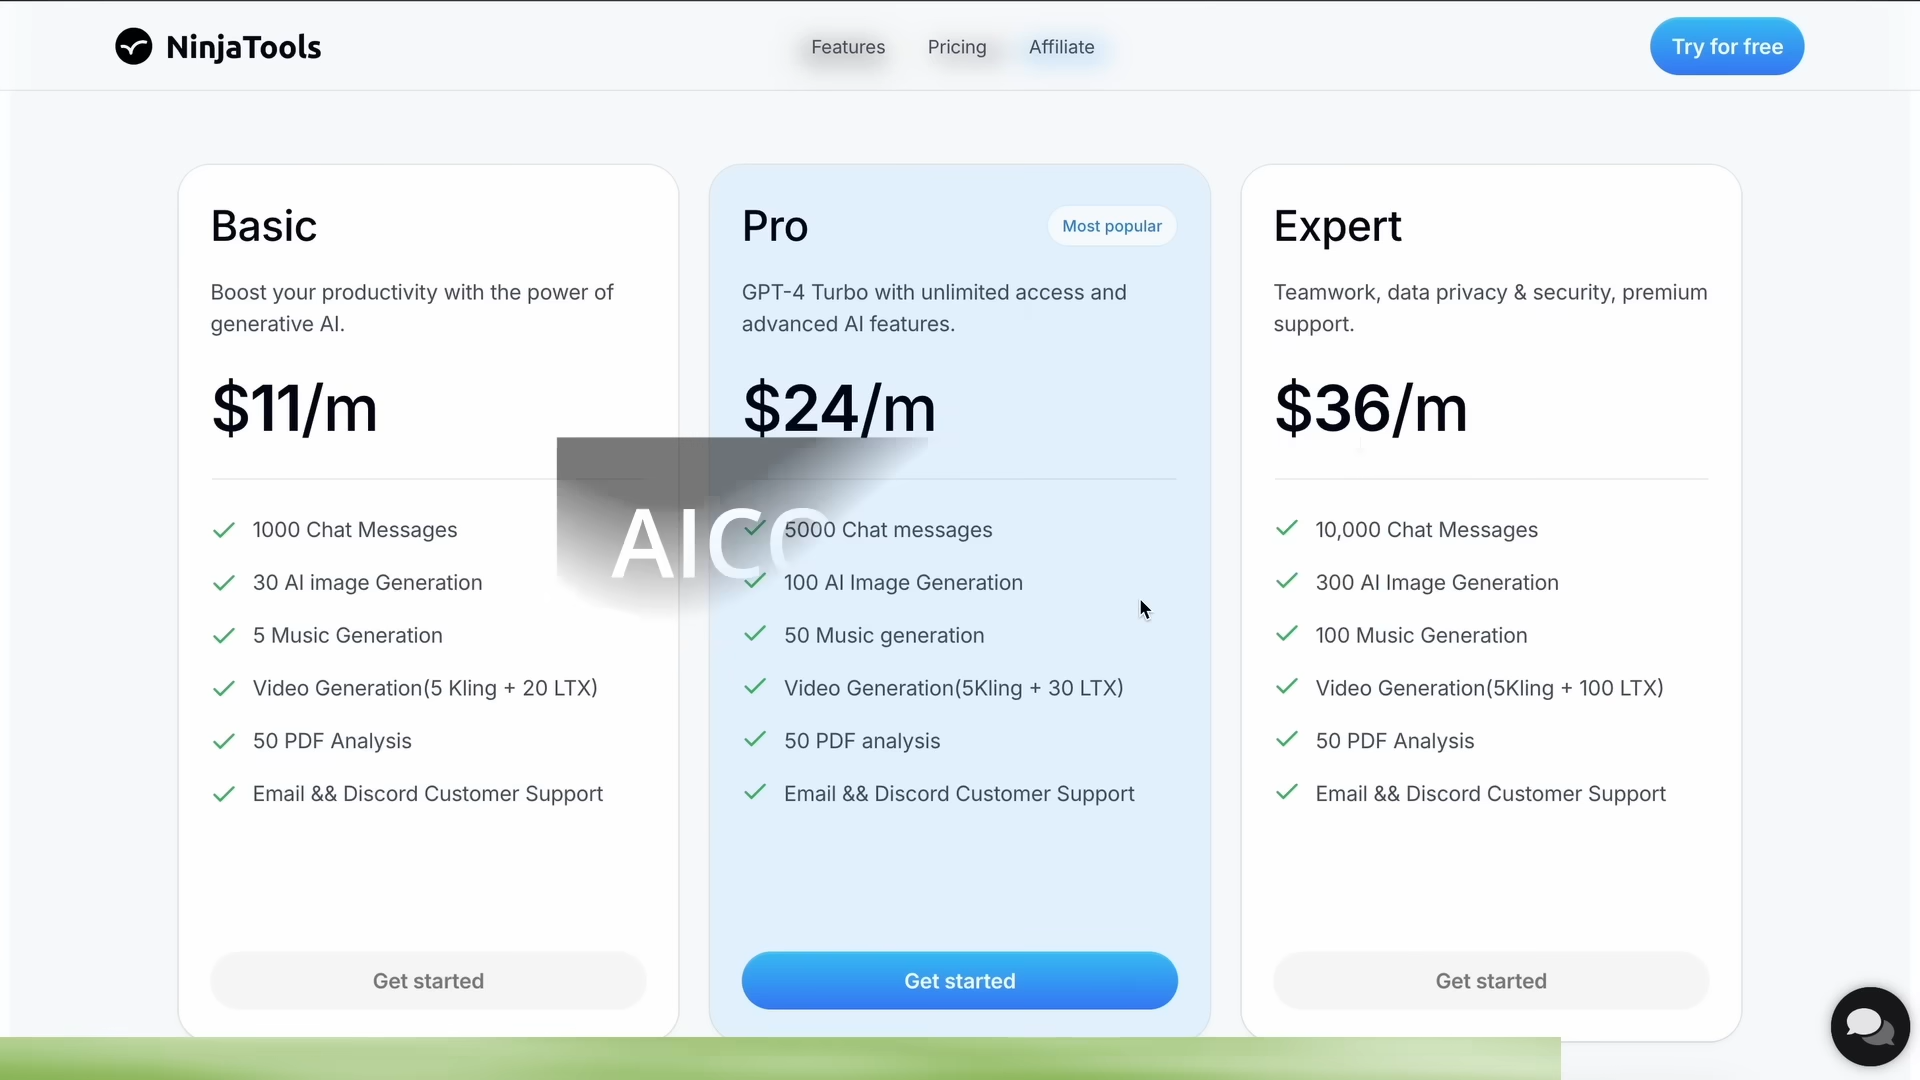 NinjaTools
Features
Pricing
Affiliate
Try for free
Basic
Boost your productivity with the power of
generative AI.
$11/m
1000 Chat Messages
30 AI image Generation
5 Music Generation
Video Generation(5 Kling + 20 LTX)
50 PDF Analysis
Email && Discord Customer Support
Get started
Pro
Most popular
GPT-4 Turbo with unlimited access and
advanced AI features.
$24/m
5000 Chat messages
100 AI Image Generation
50 Music generation
Video Generation(5Kling + 30 LTX)
50 PDF analysis
Email && Discord Customer Support
Get started
Expert
Teamwork, data privacy & security, premium
support.
$36/m
10,000 Chat Messages
300 AI Image Generation
100 Music Generation
Video Generation(5Kling + 100 LTX)
50 PDF Analysis
Email && Discord Customer Support
Get started